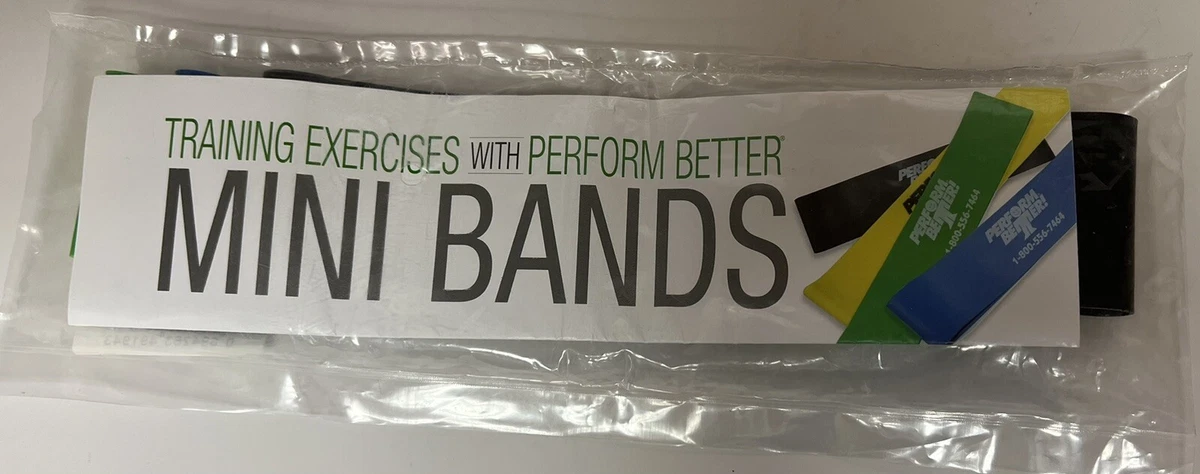 TRAINING EXERCISES WITH PERFORM BETTER®
MINI BANDS
PERFORM
BETTER!
1-800-556-7464
PERFORM
BETTER!
1-800-556-7464